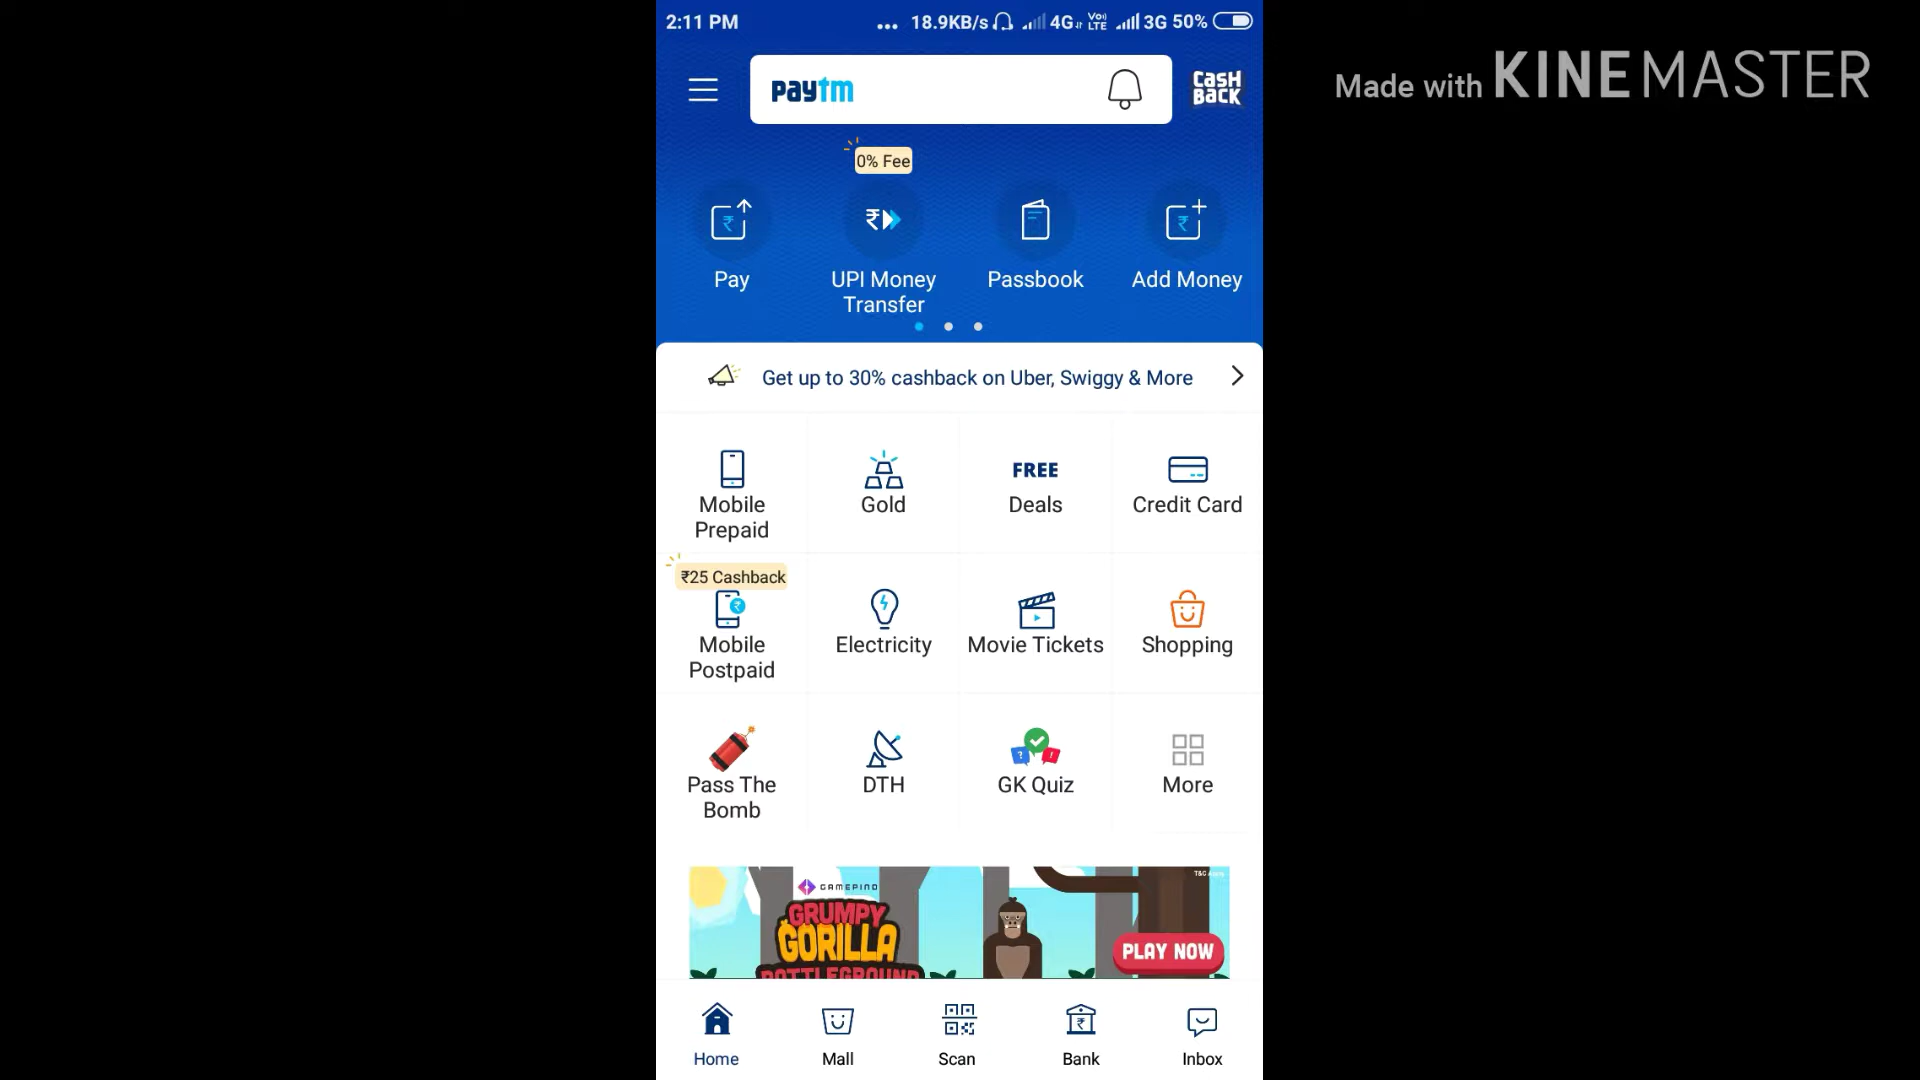 2:11 PM
... 18.9KB/s 4G VoLTE 3G 50%
Made with KINEMASTER
paytm
CASH
BACK
0% Fee
Pay
UPI Money
Transfer
Passbook
Add Money
Get up to 30% cashback on Uber, Swiggy & More
Mobile
Prepaid
Gold
FREE
Deals
Credit Card
₹25 Cashback
Mobile
Postpaid
Electricity
Movie Tickets
Shopping
Pass The
Bomb
DTH
GK Quiz
More
GAMEPIND
T&C Apply
GRUMPY
GORILLA
BATTLEGROUND
PLAY NOW
Home
Mall
Scan
Bank
Inbox